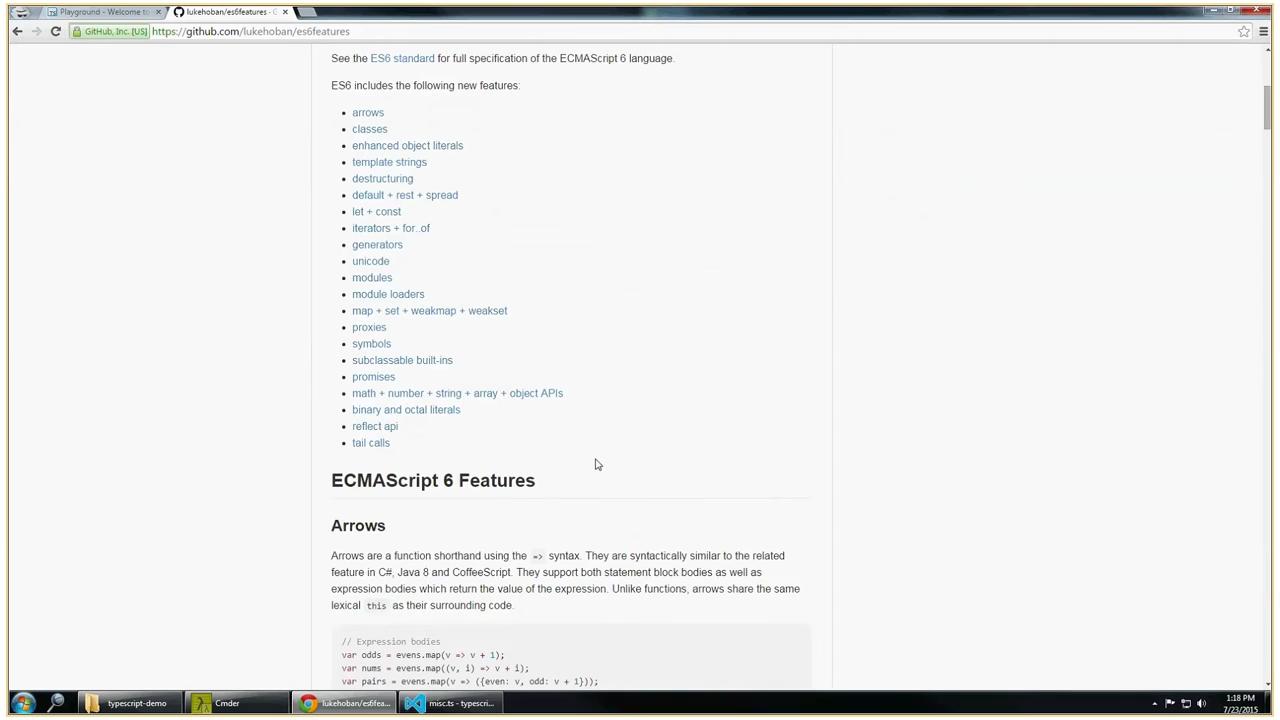 Playground - Welcome to
lukehoban/es6features · G
GitHub, Inc. [US]
https://github.com/lukehoban/es6features
See the ES6 standard for full specification of the ECMAScript 6 language.
ES6 includes the following new features:
arrows
classes
enhanced object literals
template strings
destructuring
default + rest + spread
let + const
iterators + for..of
generators
unicode
modules
module loaders
map + set + weakmap + weakset
proxies
symbols
subclassable built-ins
promises
math + number + string + array + object APIs
binary and octal literals
reflect api
tail calls
ECMAScript 6 Features
Arrows
Arrows are a function shorthand using the => syntax. They are syntactically similar to the related
feature in C#, Java 8 and CoffeeScript. They support both statement block bodies as well as
expression bodies which return the value of the expression. Unlike functions, arrows share the same
lexical this as their surrounding code.
// Expression bodies
var odds = evens.map(v => v + 1);
var nums = evens.map((v, i) => v + i);
var pairs = evens.map(v => ({even: v, odd: v + 1}));
typescript-demo
Cmder
lukehoban/es6fea...
misc.ts - typescri...
1:18 PM
7/23/2015